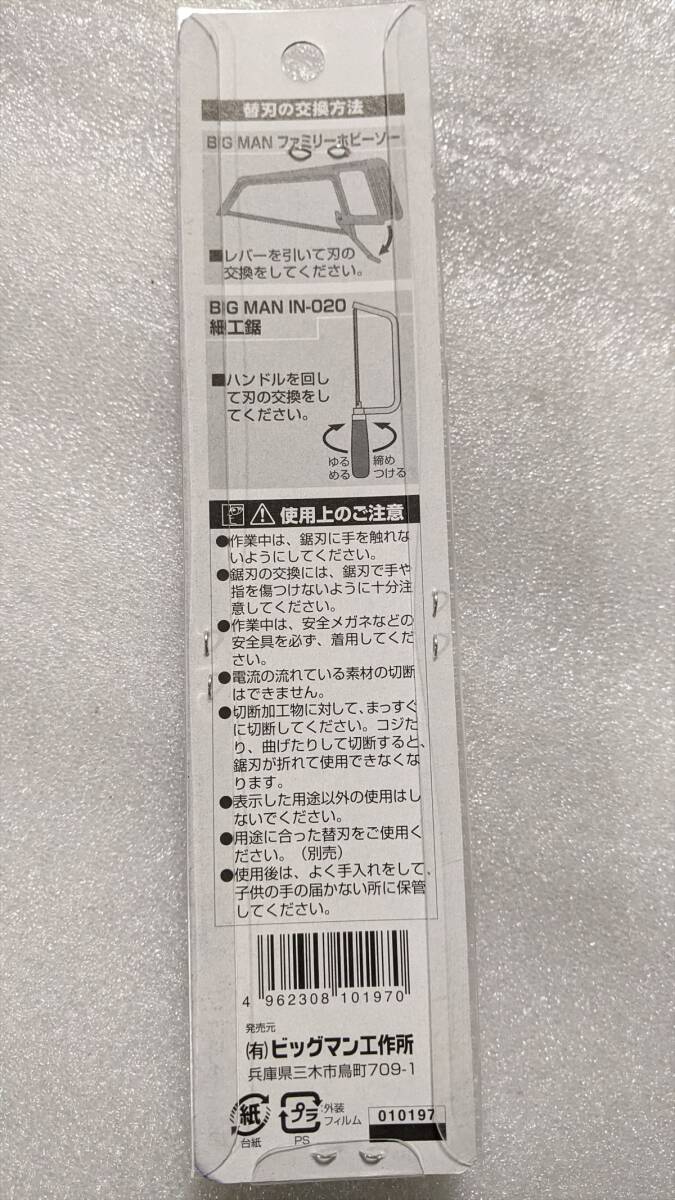 替刃の交換方法
BIG MAN ファミリーホビーソー
■レバーを引いて刃の
交換をしてください。
BIG MAN IN-020
細工鋸
■ハンドルを回し
て刃の交換をし
てください。
ゆる
める
締め
つける
使用上のご注意
●作業中は、鋸刃に手を触れな
いようにしてください。
●鋸刃の交換には、鋸刃で手や
指を傷つけないように十分注
意してください。
●作業中は、安全メガネなどの
安全具を必ず、着用してくだ
さい。
●電流の流れている素材の切断
はできません。
●切断加工物に対して、まっすぐ
に切断してください。コジた
り、曲げたりして切断すると、
鋸刃が折れて使用できなくな
ります。
●表示した用途以外の使用はし
ないでください。
●用途に合った替刃をご使用く
ださい。（別売）
●使用後は、よく手入れをして、
子供の手の届かない所に保管
してください。
4 962308 101970
発売元
(有)ビッグマン工作所
兵庫県三木市鳥町709-1
紙
台紙
プラ
PS
外装
フィルム
010197